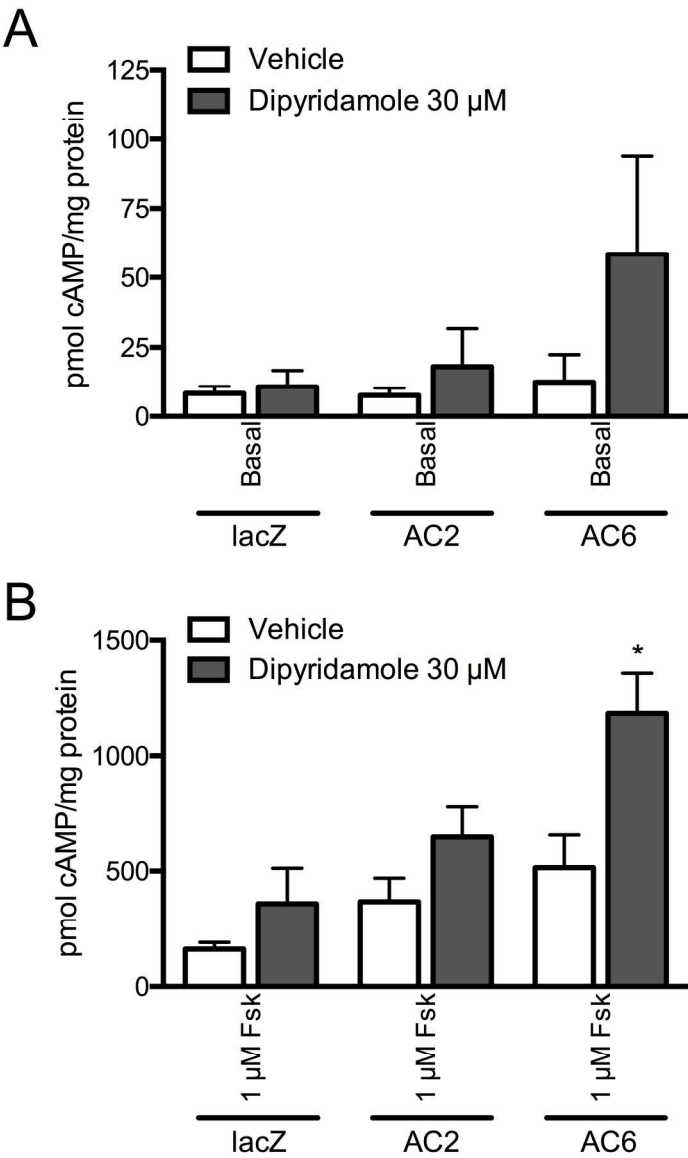 A
Vehicle
Dipyridamole 30 µM
pmol cAMP/mg protein
125
100
75
50
25
0
Basal
Basal
Basal
lacZ
AC2
AC6
B
Vehicle
Dipyridamole 30 µM
pmol cAMP/mg protein
1500
1000
500
0
*
1 µM Fsk
1 µM Fsk
1 µM Fsk
lacZ
AC2
AC6